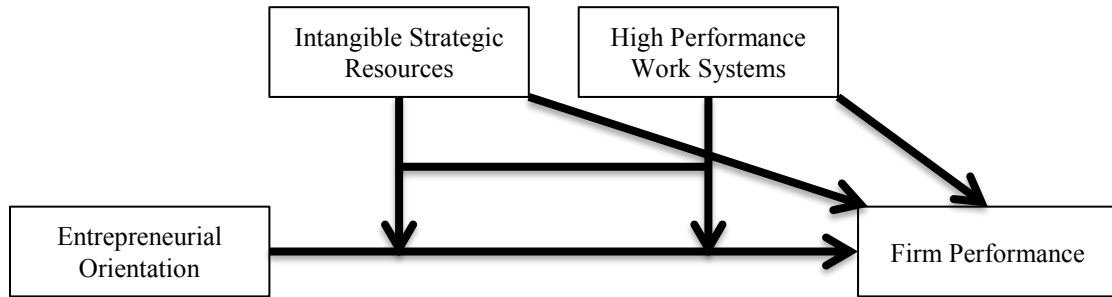 Intangible Strategic
Resources
High Performance
Work Systems
Entrepreneurial
Orientation
Firm Performance